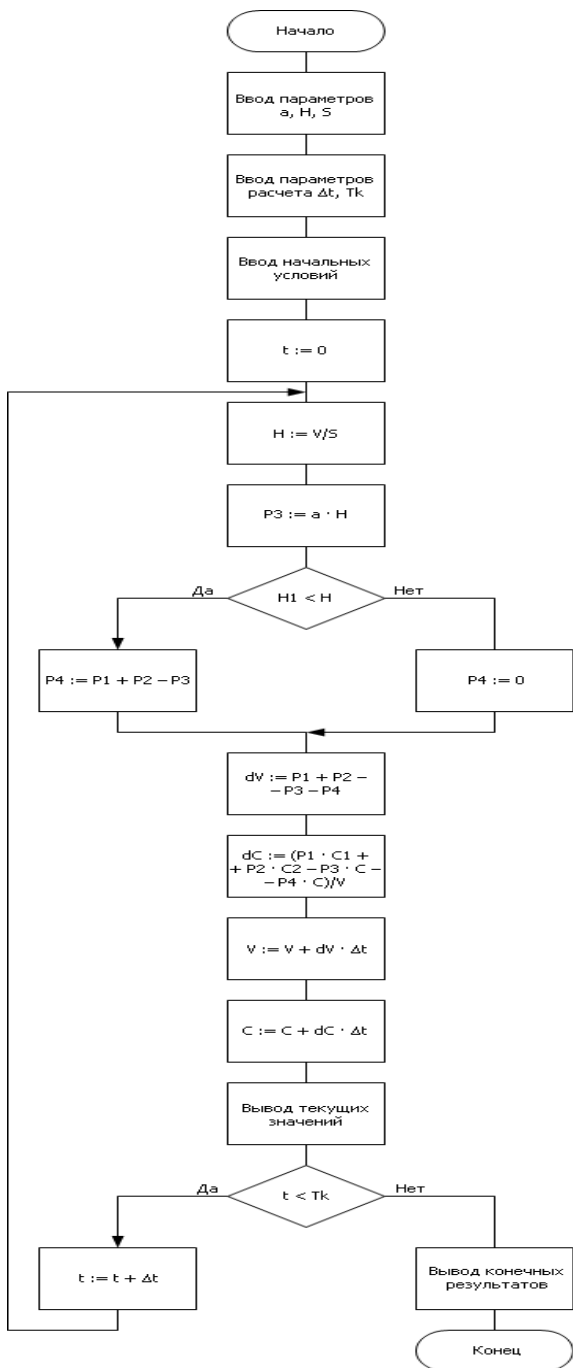 Начало
Ввод параметров
a, H, S
Ввод параметров
расчета Δt, Tk
Ввод начальных
условий
t := 0
H := V/S
P3 := a · H
Да
H1 < H
Нет
P4 := P1 + P2 – P3
P4 := 0
dV := P1 + P2 –
– P3 – P4
dC := (P1 · C1 +
+ P2 · C2 – P3 · C –
– P4 · C)/V
V := V + dV · Δt
C := C + dC · Δt
Вывод текущих
значений
Да
t < Tk
Нет
t := t + Δt
Вывод конечных
результатов
Конец